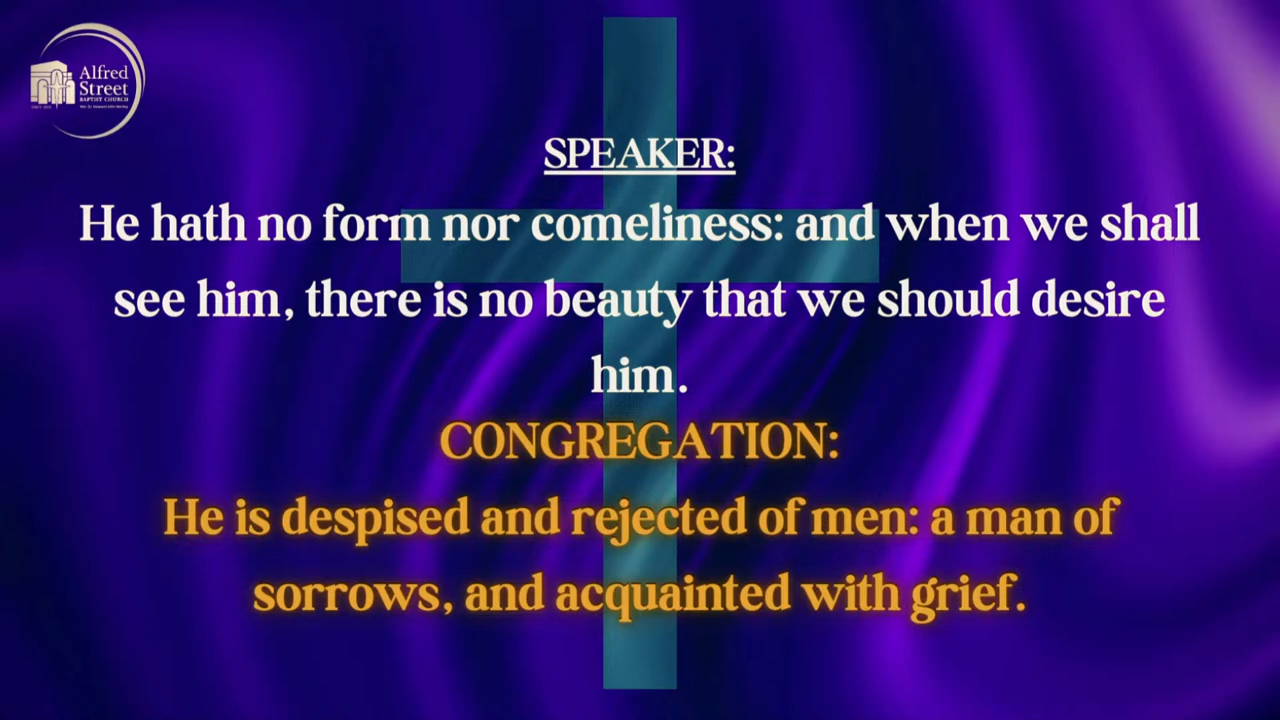 Alfred
Street
BAPTIST CHURCH
SPEAKER:
He hath no form nor comeliness: and when we shall
see him, there is no beauty that we should desire
him.
CONGREGATION:
He is despised and rejected of men: a man of
sorrows, and acquainted with grief.